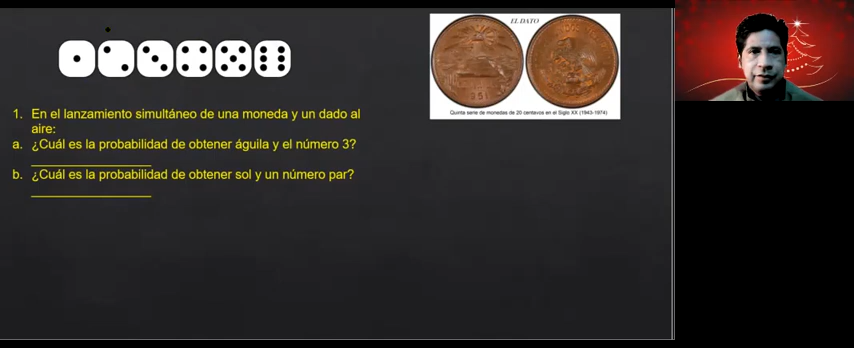 EL DATO
Quinta serie de monedas de 20 centavos en el Siglo XX (1943-1974)
1. En el lanzamiento simultáneo de una moneda y un dado al
aire:
a. ¿Cuál es la probabilidad de obtener águila y el número 3?
b. ¿Cuál es la probabilidad de obtener sol y un número par?